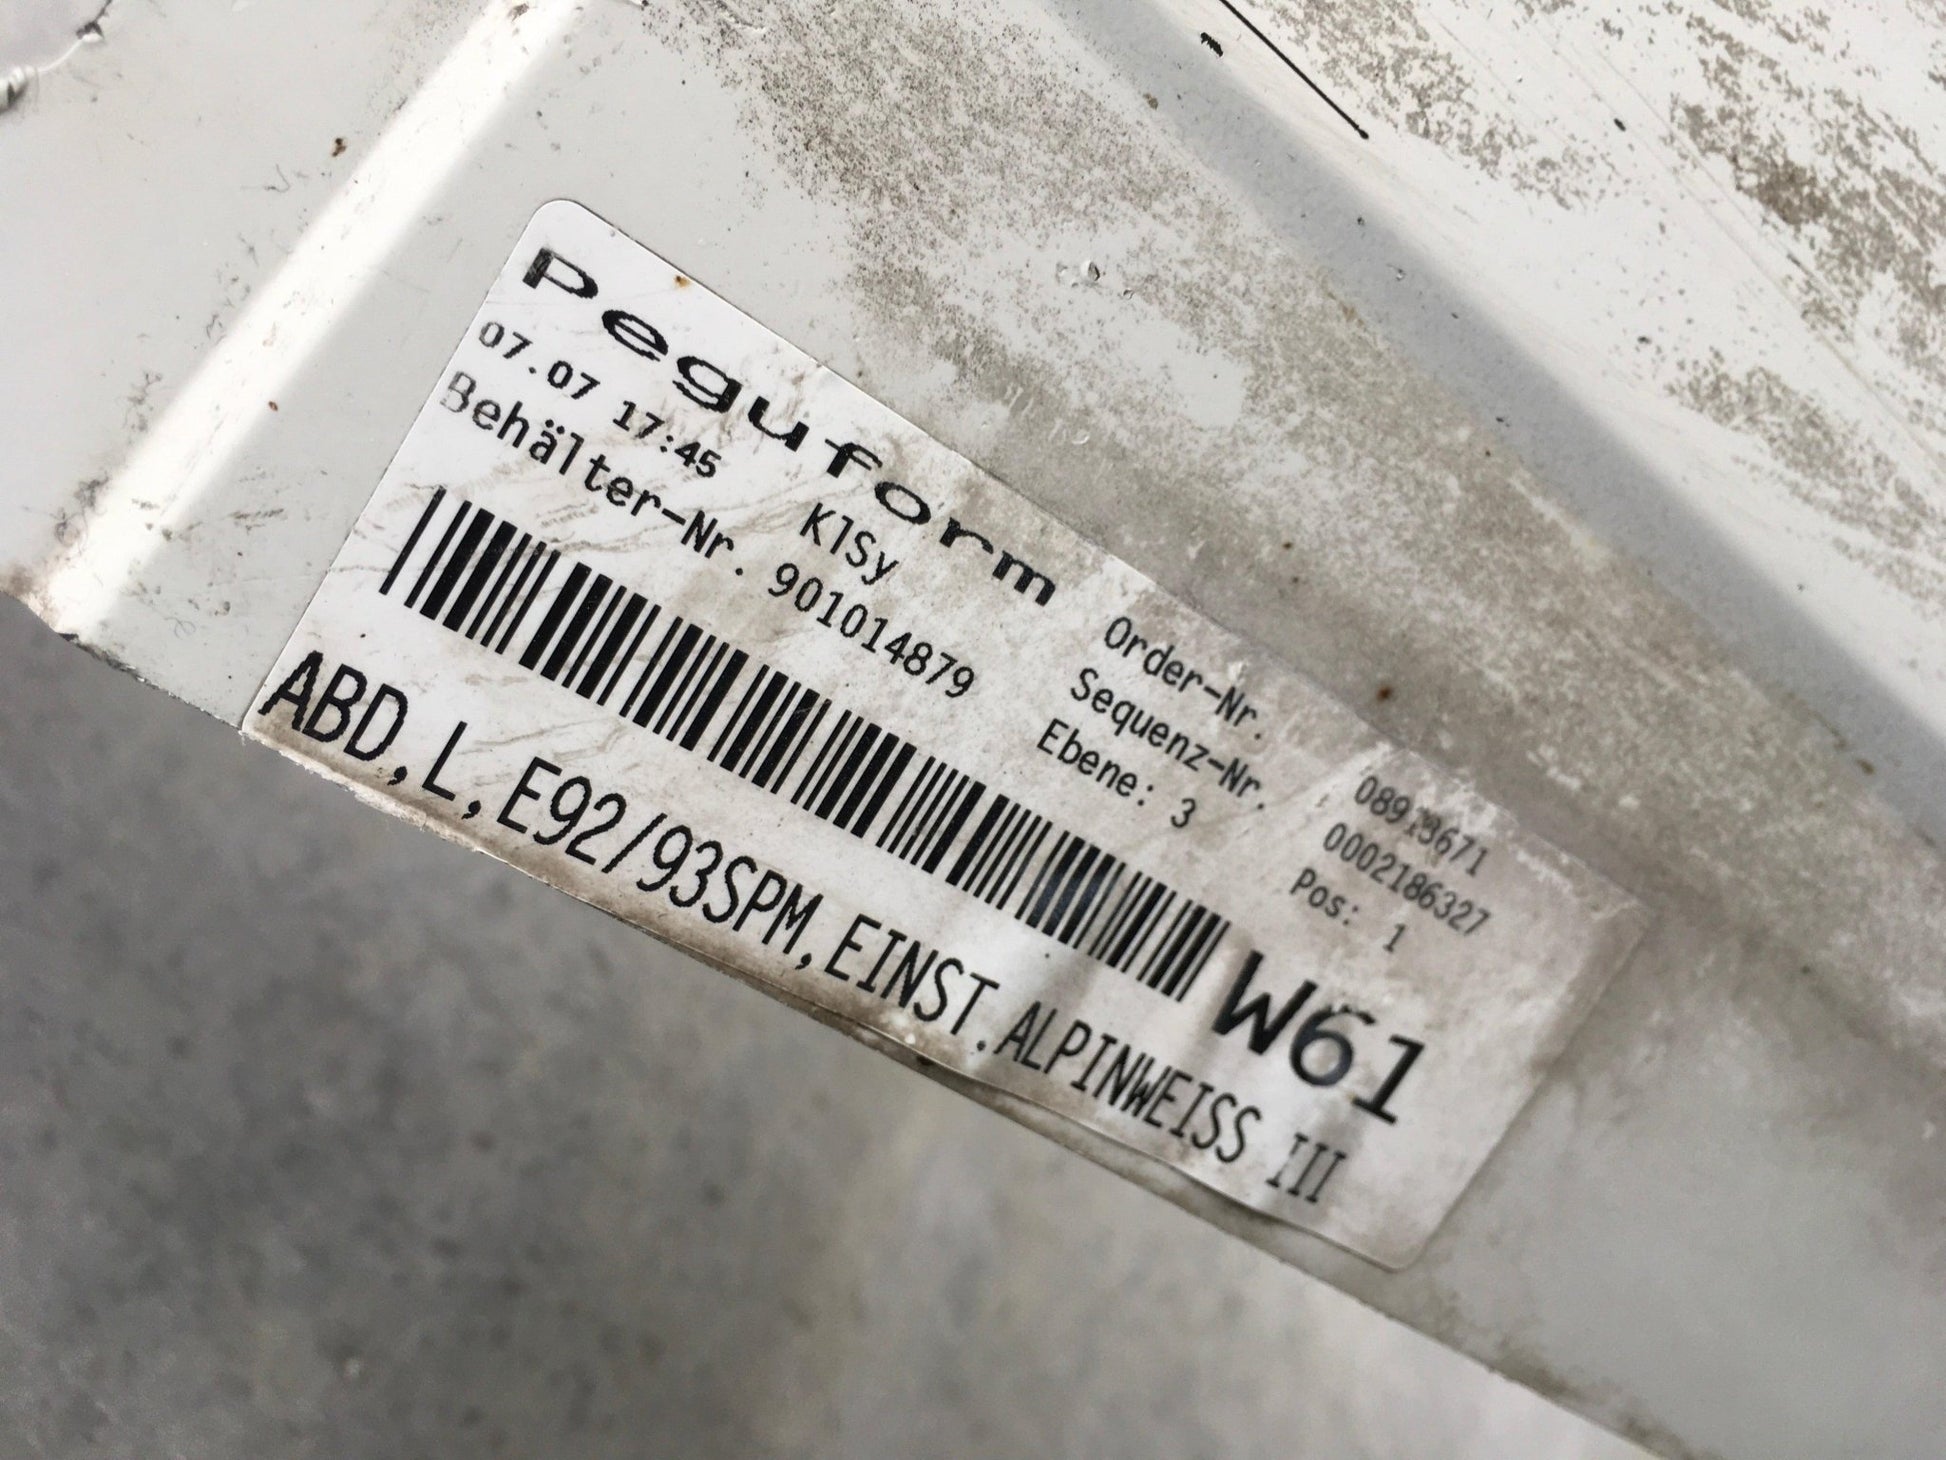 Peguform
07.07 17:45 KlSy
Behälter-Nr. 901014879
Order-Nr.
Sequenz-Nr. 0002186327
Ebene: 3 Pos: 1
W61
ABD,L,E92/93SPM,EINST.ALPINWEISS III